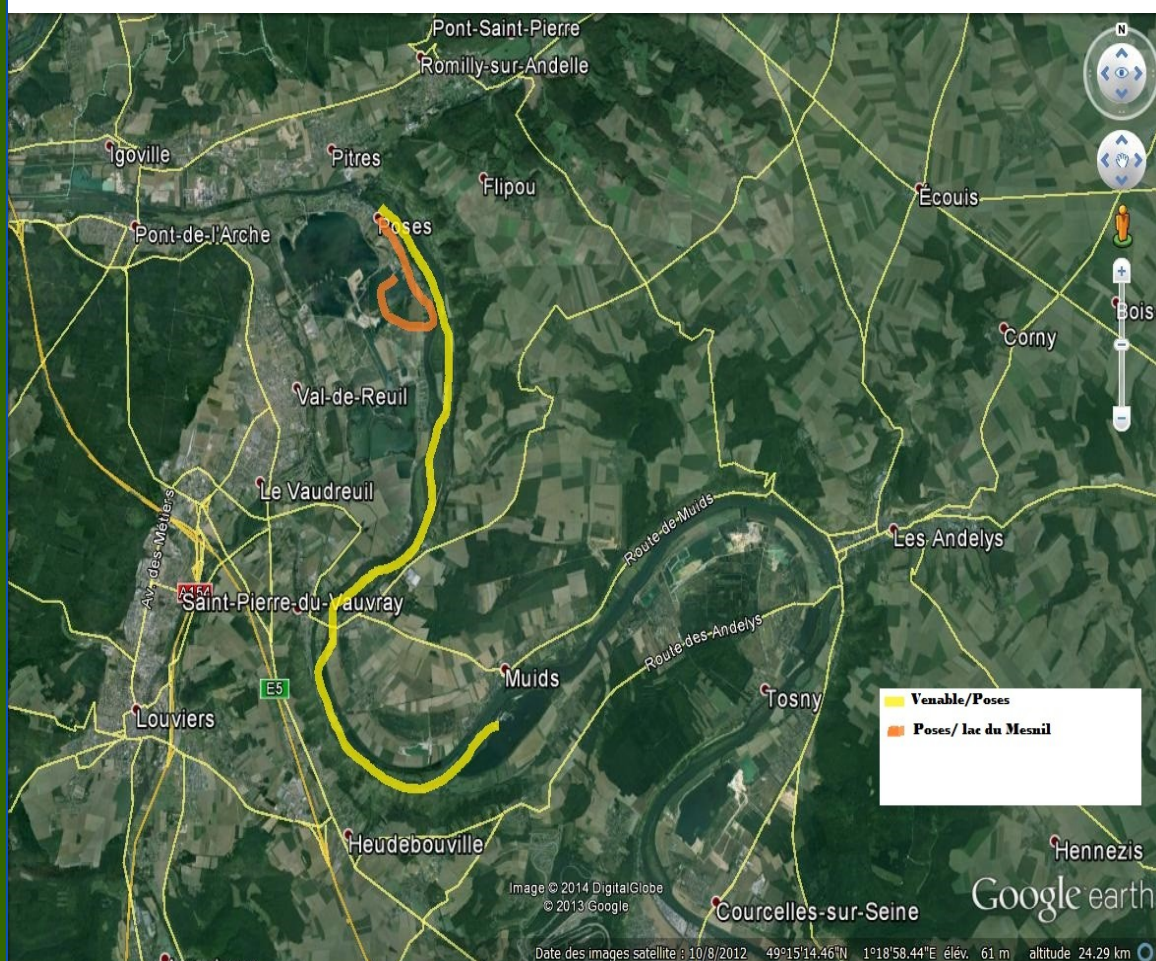 Pont-Saint-Pierre
Romilly-sur-Andelle
N
Igoville
Pitres
Flipou
Écouis
Poses
Pont-de-l'Arche
Bois
Corny
Val-de-Reuil
Le Vaudreuil
Av. des Métiers
Route de Muids
Les Andelys
A154
Saint-Pierre-du-Vauvray
Route des Andelys
E5
Muids
Tosny
Louviers
Venable/Poses
Poses/ lac du Mesnil
Heudebouville
Hennezis
Image © 2014 DigitalGlobe
© 2013 Google
Google earth
Courcelles-sur-Seine
Date des images satellite : 10/8/2012 49°15'14.46"N 1°18'58.44"E élév. 61 m altitude 24.29 km